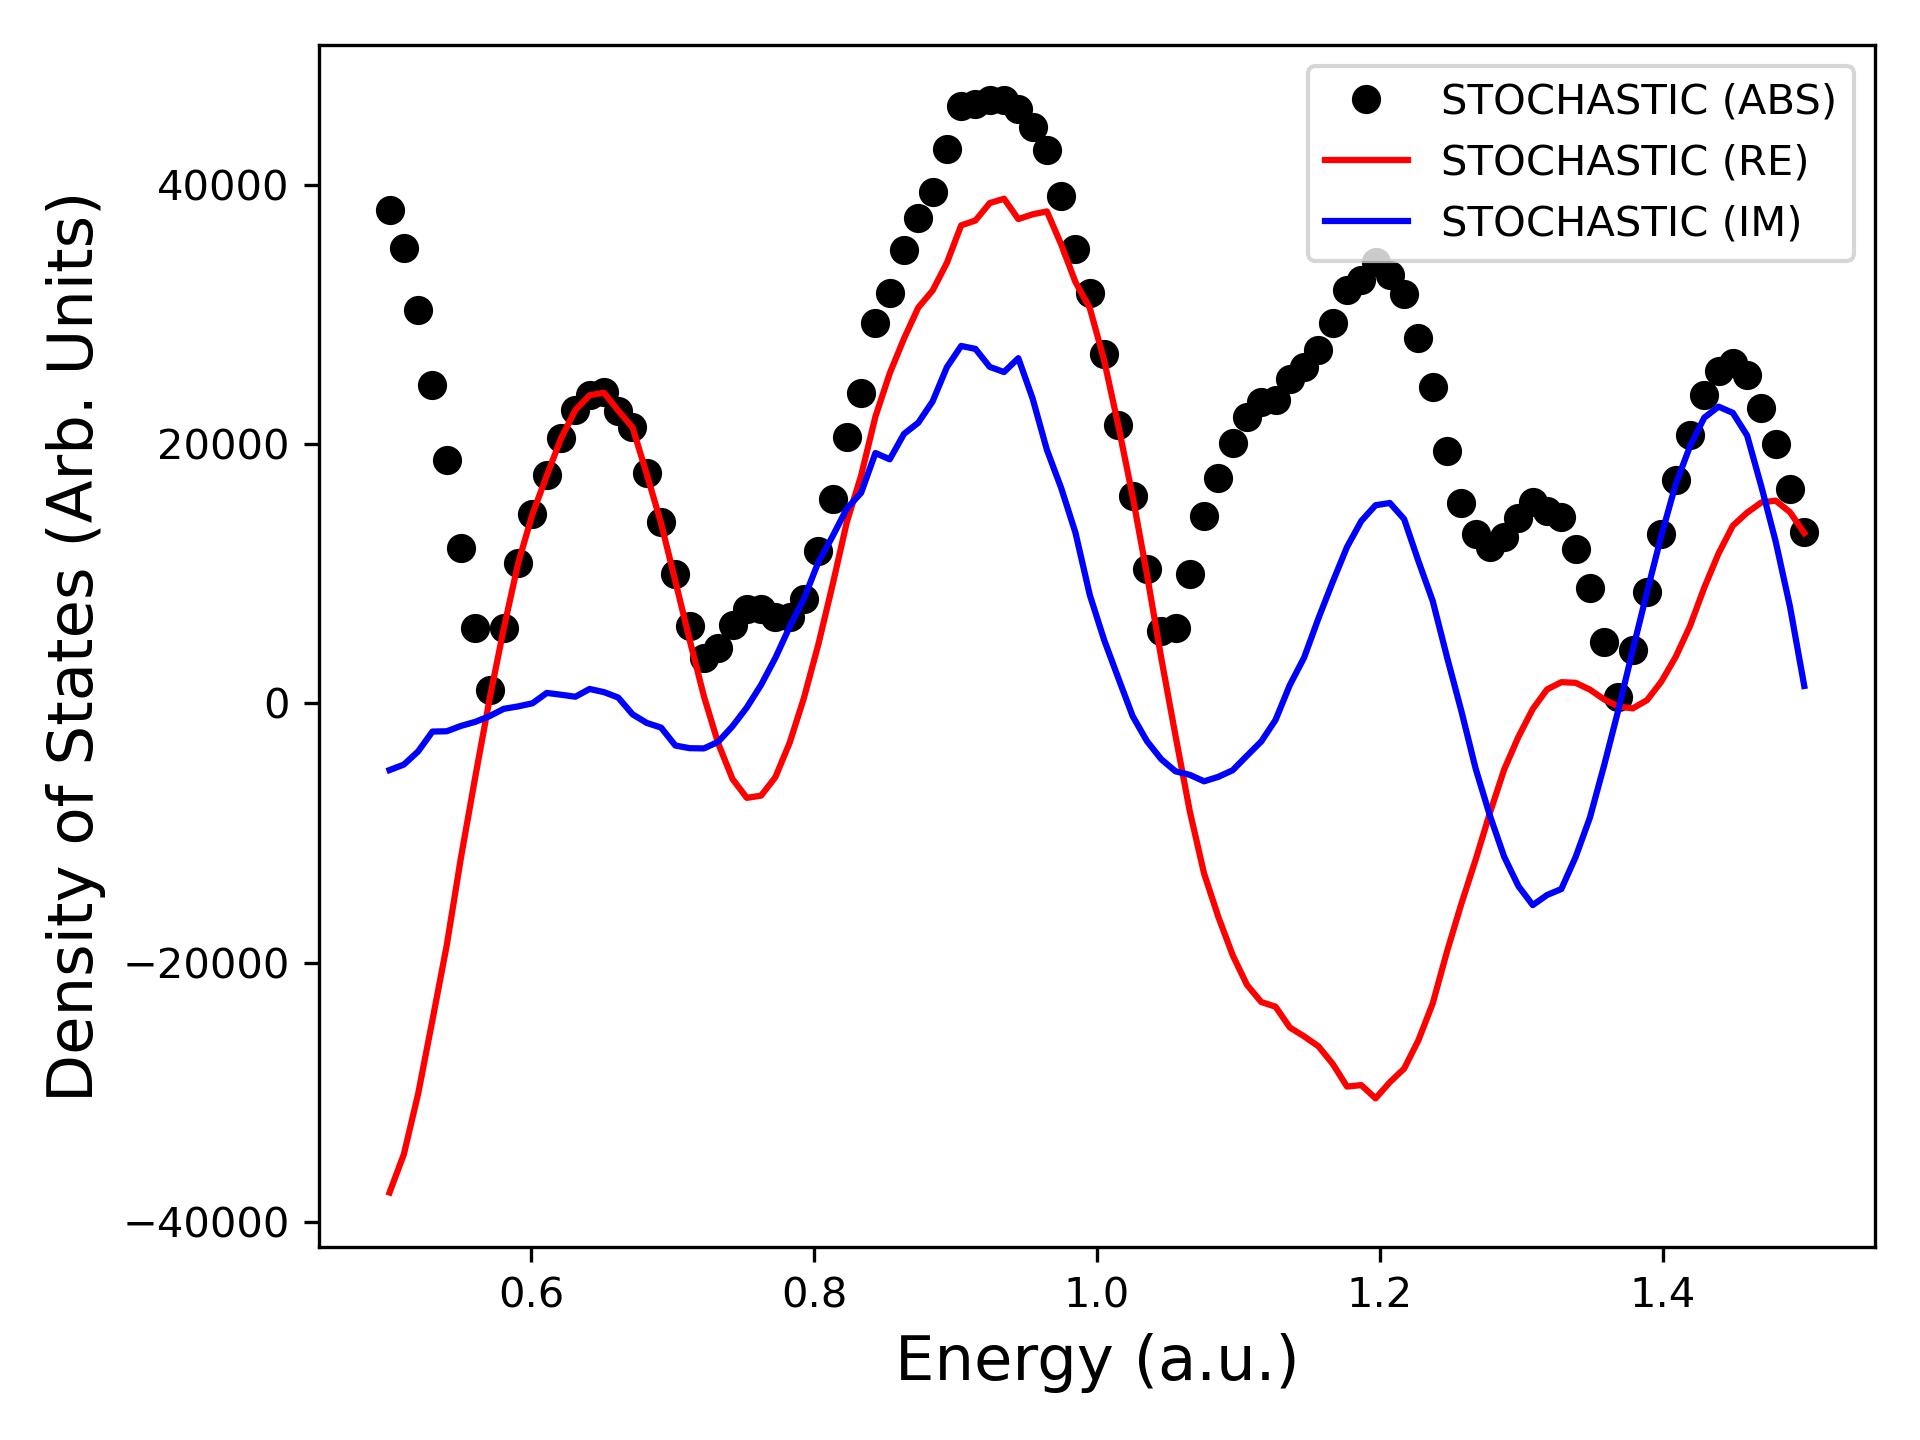 Density of States (Arb. Units)
40000
20000
0
−20000
−40000
STOCHASTIC (ABS)
STOCHASTIC (RE)
STOCHASTIC (IM)
0.6 0.8 1.0 1.2 1.4
Energy (a.u.)